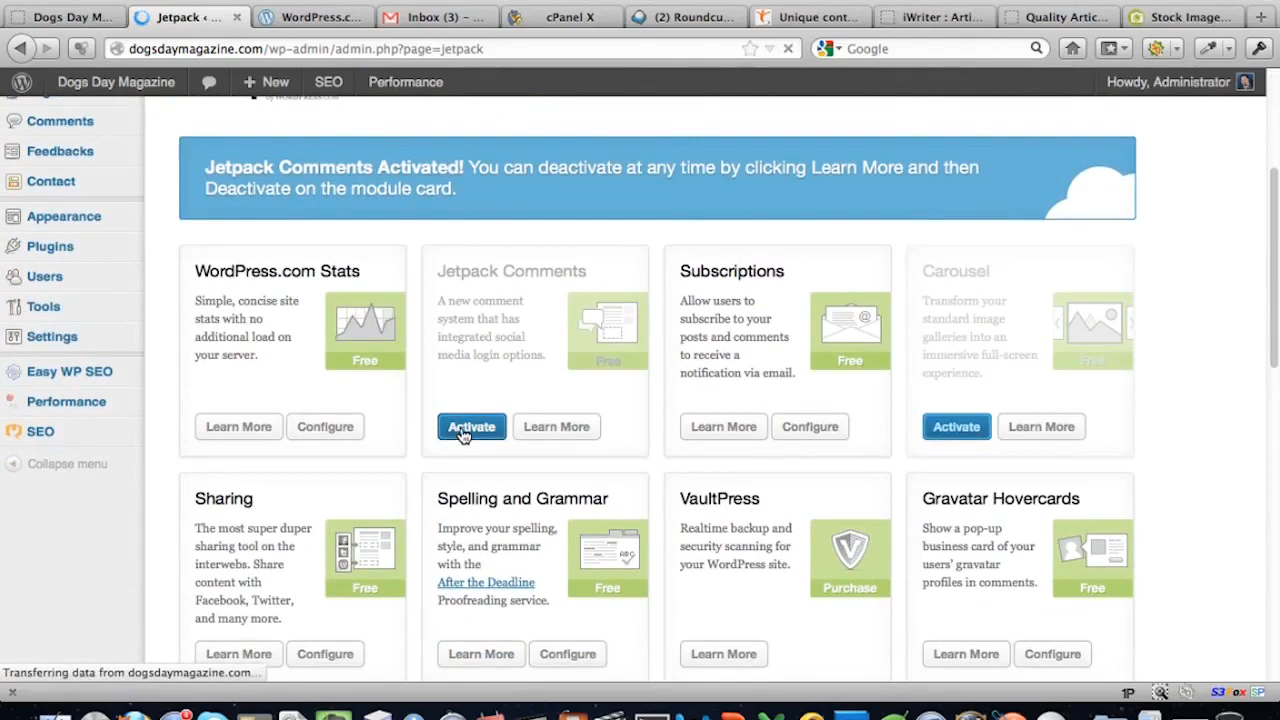 Dogs Day M...
Jetpack ‹ ...
WordPress.c...
Inbox (3) – ...
cPanel X
(2) Roundcu...
Unique cont...
iWriter : Arti...
Quality Artic...
Stock Image...
dogsdaymagazine.com/wp-admin/admin.php?page=jetpack
Google
Dogs Day Magazine
New
SEO
Performance
Howdy, Administrator
Comments
Feedbacks
Contact
Appearance
Plugins
Users
Tools
Settings
Easy WP SEO
Performance
SEO
Collapse menu
Jetpack Comments Activated! You can deactivate at any time by clicking Learn More and then
Deactivate on the module card.
WordPress.com Stats
Simple, concise site
stats with no
additional load on
your server.
Free
Learn More
Configure
Jetpack Comments
A new comment
system that has
integrated social
media login options.
Free
Activate
Learn More
Subscriptions
Allow users to
subscribe to your
posts and comments
to receive a
notification via email.
Free
Learn More
Configure
Carousel
Transform your
standard image
galleries into an
immersive full-screen
experience.
Free
Activate
Learn More
Sharing
The most super duper
sharing tool on the
interwebs. Share
content with
Facebook, Twitter,
and many more.
Free
Learn More
Configure
Spelling and Grammar
Improve your spelling,
style, and grammar
with the
After the Deadline
Proofreading service.
ABC
Free
Learn More
Configure
VaultPress
Realtime backup and
security scanning for
your WordPress site.
Purchase
Learn More
Gravatar Hovercards
Show a pop-up
business card of your
users' gravatar
profiles in comments.
Free
Learn More
Configure
Transferring data from dogsdaymagazine.com...
1P
S3Fox
SP